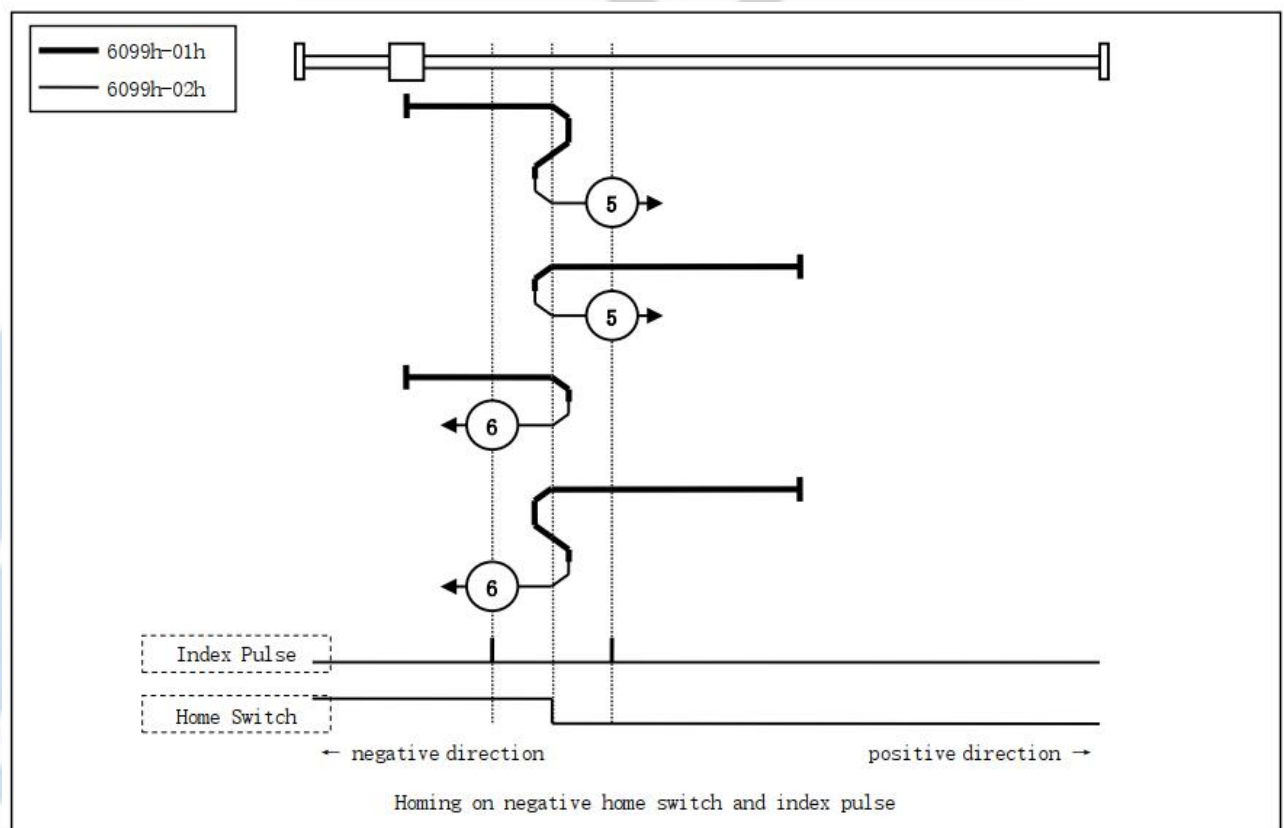 6099h-01h
6099h-02h
5
5
6
6
Index Pulse
Home Switch
← negative direction
positive direction →
Homing on negative home switch and index pulse